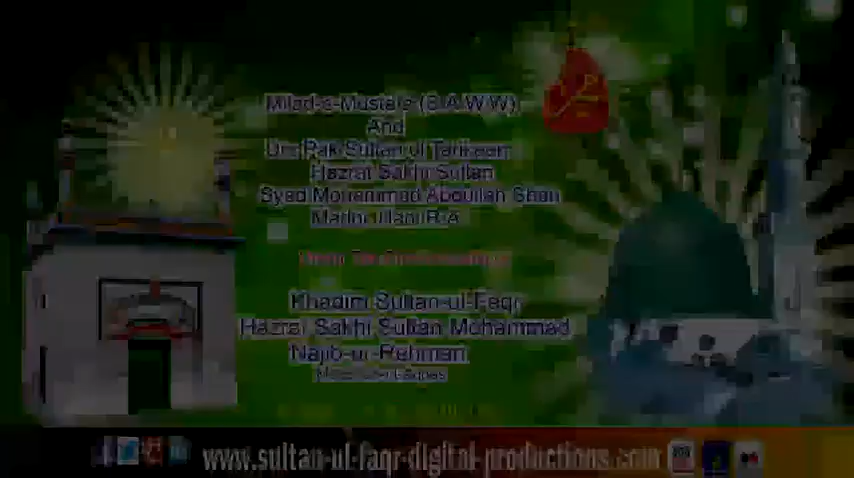 Milad-e-Mustafa (S.A.W.W)
And
Urs Pak Sultan ul Tarikeen
Hazrat Sakhi Sultan
Syed Mohammad Abdullah Shah
Madni Jilani R.A
Khadim Sultan-ul-Faqr
Hazrat Sakhi Sultan Mohammad
Najib-ur-Rehman
www.sultan-ul-faqr-digital-productions.com